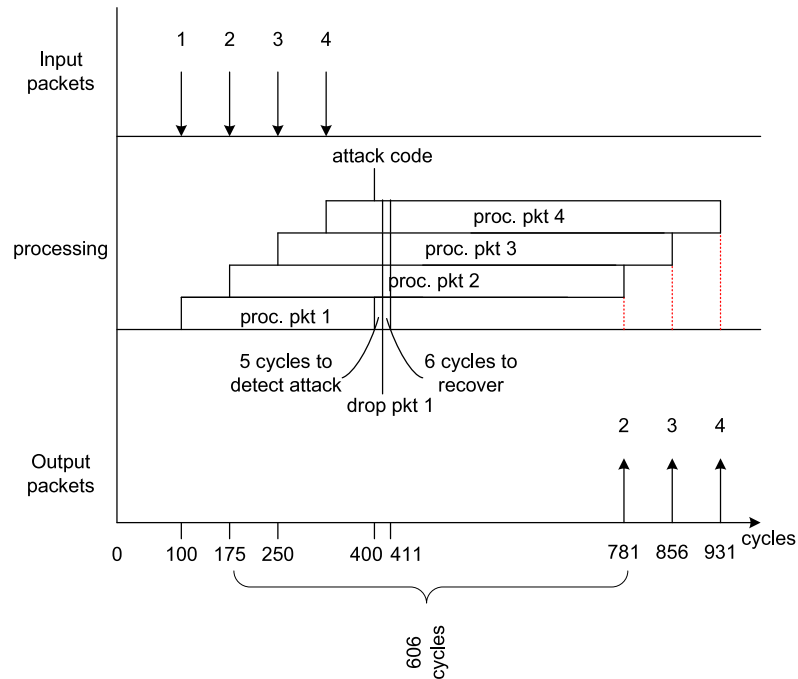 1 2 3 4
Input
packets
attack code
proc. pkt 4
proc. pkt 3
processing
proc. pkt 2
proc. pkt 1
5 cycles to
detect attack
6 cycles to
recover
drop pkt 1
2 3 4
Output
packets
cycles
0 100 175 250 400 411 781 856 931
606
cycles